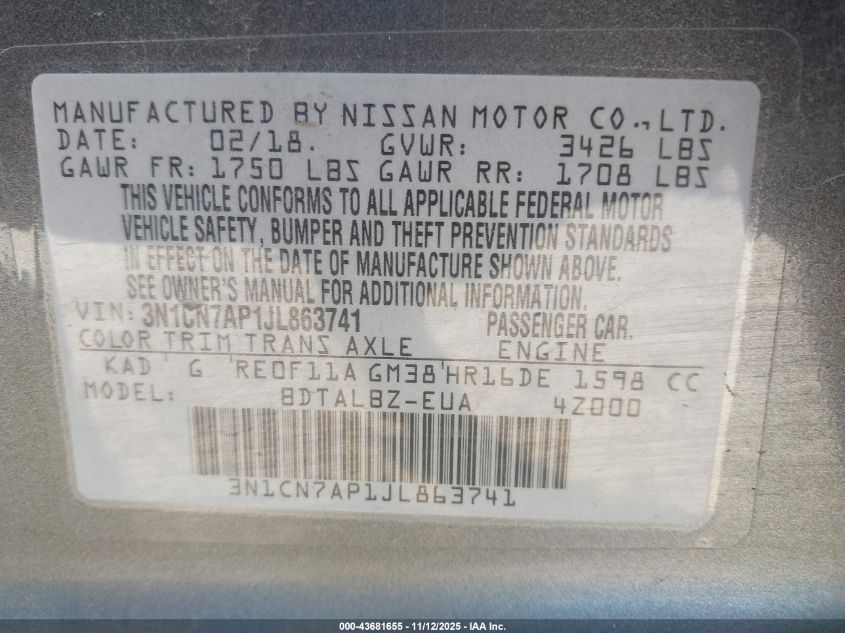 MANUFACTURED BY NISSAN MOTOR CO., LTD.
DATE: 02/18. GVWR: 3426 LBS
GAWR FR: 1750 LBS GAWR RR: 1708 LBS
THIS VEHICLE CONFORMS TO ALL APPLICABLE FEDERAL MOTOR
VEHICLE SAFETY, BUMPER AND THEFT PREVENTION STANDARDS
IN EFFECT ON THE DATE OF MANUFACTURE SHOWN ABOVE.
SEE OWNER'S MANUAL FOR ADDITIONAL INFORMATION.
VIN: 3N1CN7AP1JL863741 PASSENGER CAR.
COLOR TRIM TRANS AXLE ENGINE
KAD G RE0F11A GM38 HR16DE 1598 CC
MODEL: BDTALBZ-EUA 4Z000
3N1CN7AP1JL863741
000-43681655 - 11/12/2025 - IAA Inc.